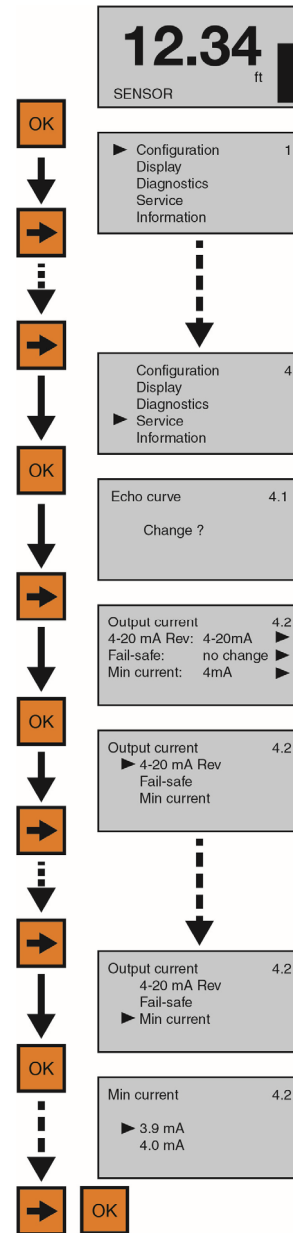 12.34
ft
SENSOR
OK
Configuration 1
Display
Diagnostics
Service
Information
Configuration 4
Display
Diagnostics
Service
Information
OK
Echo curve 4.1
Change ?
Output current 4.2
4-20 mA Rev: 4-20mA
Fail-safe: no change
Min current: 4mA
OK
Output current 4.2
4-20 mA Rev
Fail-safe
Min current
Output current 4.2
4-20 mA Rev
Fail-safe
Min current
OK
Min current 4.2
3.9 mA
4.0 mA
OK